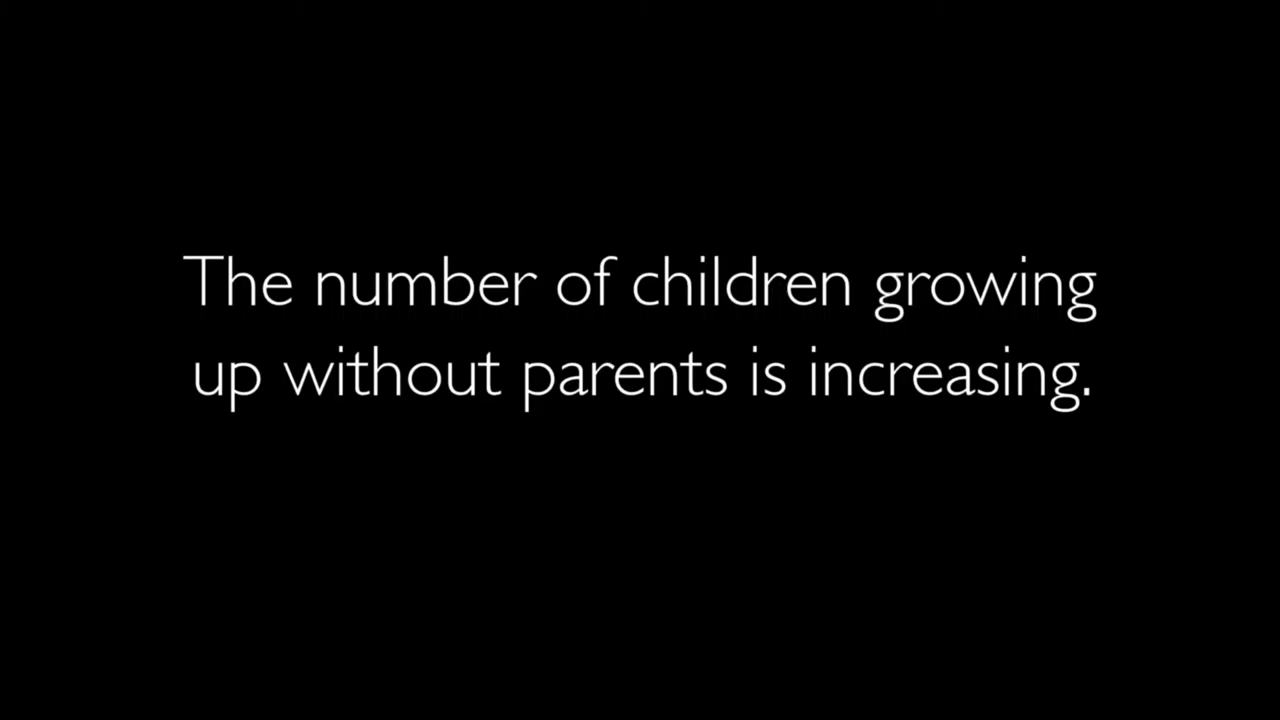 The number of children growing
up without parents is increasing.